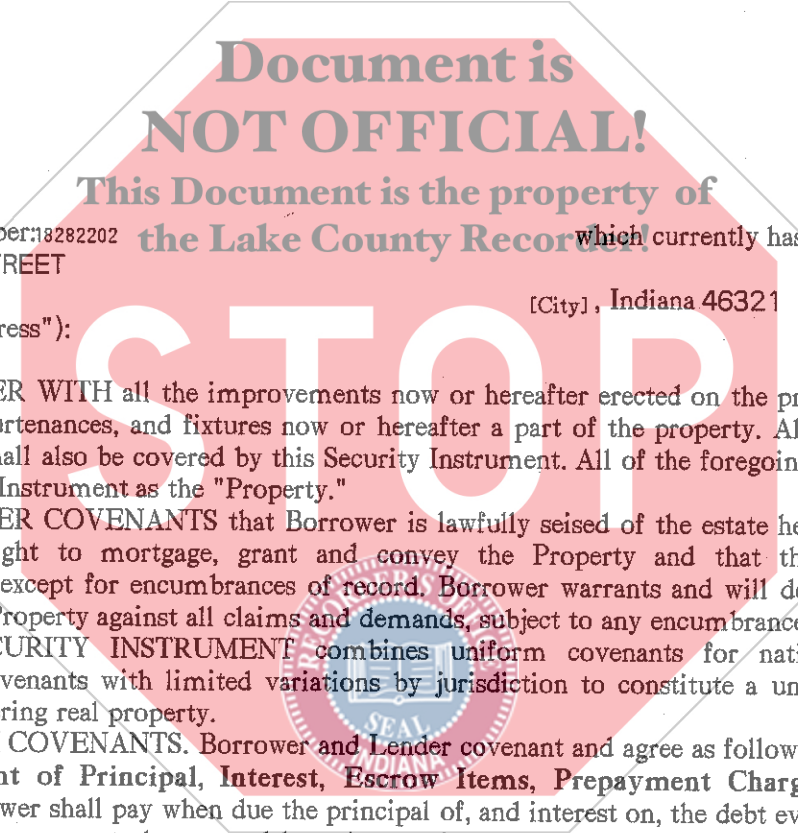 Document is
NOT OFFICIAL!
This Document is the property of
the Lake County Recorder!
ber:18282202 which currently has
REET
[City], Indiana 46321
ress"):
STOP
ER WITH all the improvements now or hereafter erected on the pr
rtenances, and fixtures now or hereafter a part of the property. Al
all also be covered by this Security Instrument. All of the foregoin
Instrument as the "Property."
ER COVENANTS that Borrower is lawfully seised of the estate he
ght to mortgage, grant and convey the Property and that th
except for encumbrances of record. Borrower warrants and will de
Property against all claims and demands, subject to any encumbrance
CURITY INSTRUMENT combines uniform covenants for nati
venants with limited variations by jurisdiction to constitute a un
ring real property.
COVENANTS. Borrower and Lender covenant and agree as follow
nt of Principal, Interest, Escrow Items, Prepayment Charg
wer shall pay when due the principal of, and interest on, the debt ev
RECORDER'S OFFICE
SEAL
INDIANA